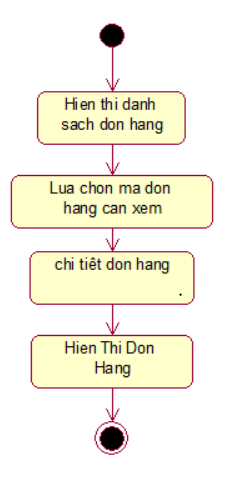 Hien thi danh
sach don hang
Lua chon ma don
hang can xem
chi tiêt don hang
.
Hien Thi Don
Hang